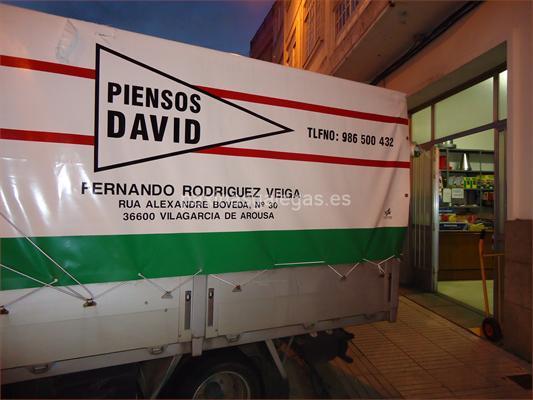 PIENSOS
DAVID
TLFNO: 986 500 432
FERNANDO RODRIGUEZ VEIGA
RUA ALEXANDRE BOVEDA, Nº 30
36600 VILAGARCIA DE AROUSA